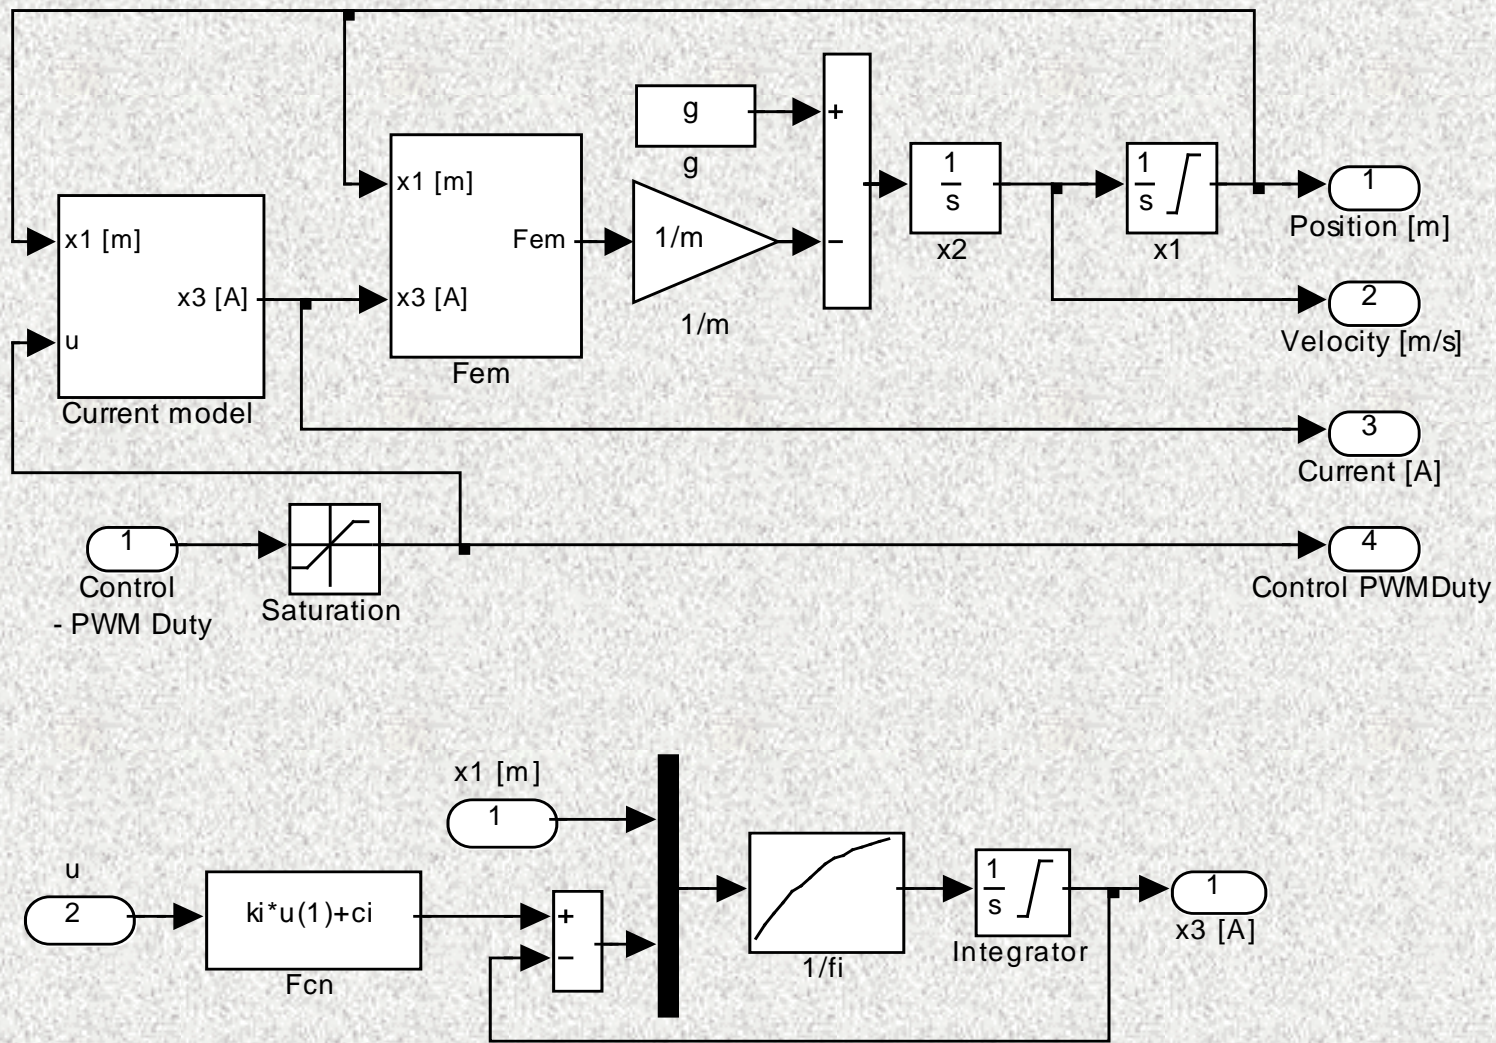 g
+
g
x1 [m]
Fem
x3 [A]
Fem
1/m
−
1/m
1
s
x2
1
s
x1
1
Position [m]
x1 [m]
x3 [A]
u
Current model
2
Velocity [m/s]
3
Current [A]
1
Control
- PWM Duty
Saturation
4
Control PWMDuty
x1 [m]
1
u
2
ki*u(1)+ci
Fcn
+
−
1/fi
1
s
Integrator
1
x3 [A]